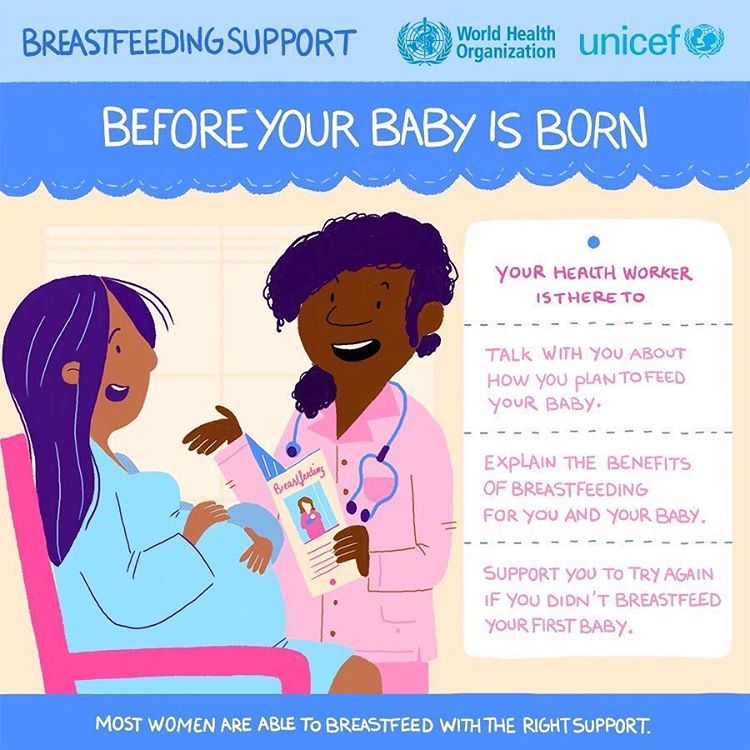 BREASTFEEDING SUPPORT
World Health
Organization
unicef
BEFORE YOUR BABY IS BORN
YOUR HEALTH WORKER
IS THERE TO
TALK WITH YOU ABOUT
HOW YOU PLAN TO FEED
YOUR BABY.
EXPLAIN THE BENEFITS
OF BREASTFEEDING
FOR YOU AND YOUR BABY.
SUPPORT YOU TO TRY AGAIN
IF YOU DIDN'T BREASTFEED
YOUR FIRST BABY.
Breastfeeding
MOST WOMEN ARE ABLE TO BREASTFEED WITH THE RIGHT SUPPORT.